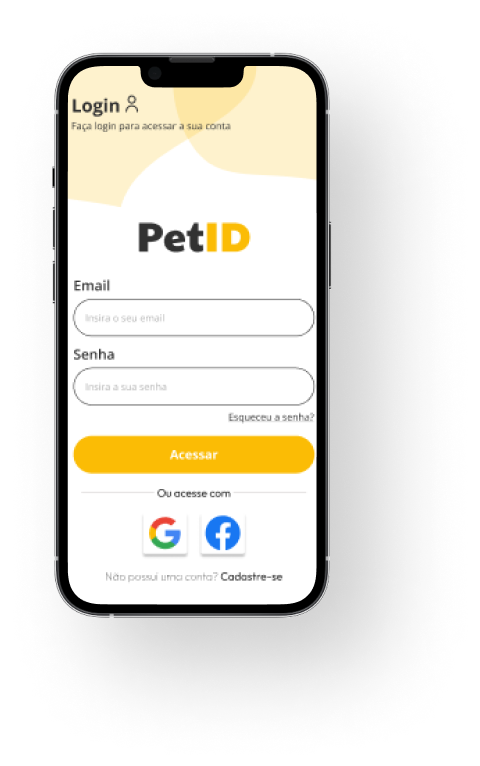 Login
Faça login para acessar a sua conta
PetID
Email
Insira o seu email
Senha
Insira a sua senha
Esqueceu a senha?
Acessar
Ou acesse com
Não possui uma conta? Cadastre-se